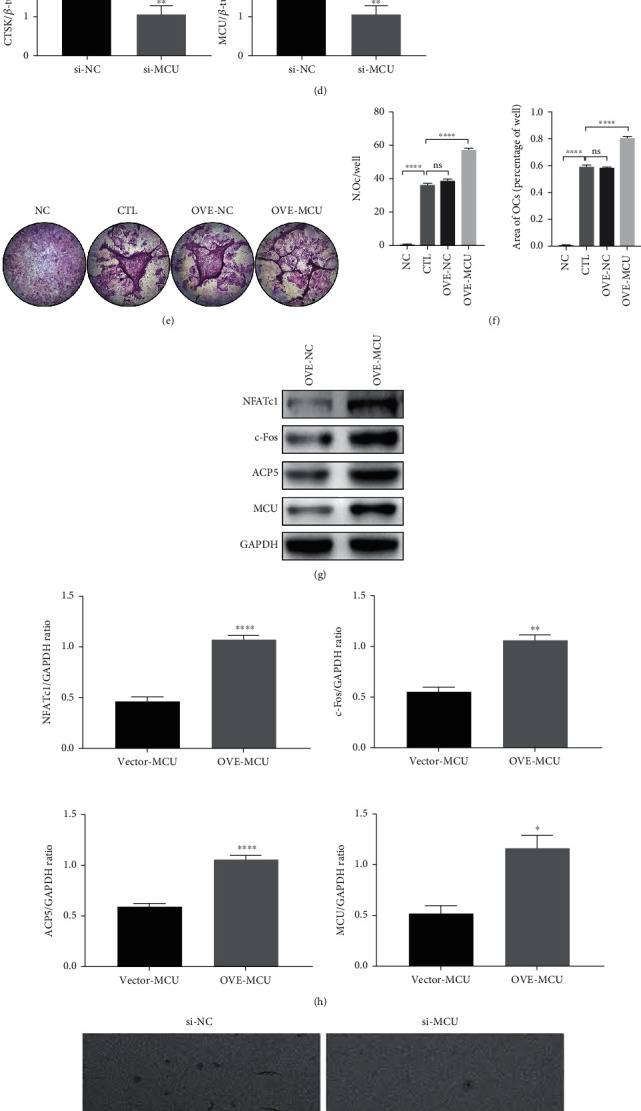 CTSK/β-tu
1
0
**
si-NC
si-MCU
MCU/β-tu
1
0
**
si-NC
si-MCU
(d)
NC
CTL
OVE-NC
OVE-MCU
(e)
N.Oc/well
80
60
40
20
0
****
ns
****
NC
CTL
OVE-NC
OVE-MCU
Area of OCs (percentage of well)
1.0
0.8
0.6
0.4
0.2
0.0
****
ns
****
NC
CTL
OVE-NC
OVE-MCU
(f)
OVE-NC
OVE-MCU
NFATc1
c-Fos
ACP5
MCU
GAPDH
(g)
NFATc1/GAPDH ratio
1.5
1.0
0.5
0.0
****
Vector-MCU
OVE-MCU
c-Fos/GAPDH ratio
1.5
1.0
0.5
0.0
**
Vector-MCU
OVE-MCU
ACP5/GAPDH ratio
1.5
1.0
0.5
0.0
****
Vector-MCU
OVE-MCU
MCU/GAPDH ratio
1.5
1.0
0.5
0.0
*
Vector-MCU
OVE-MCU
(h)
si-NC
si-MCU